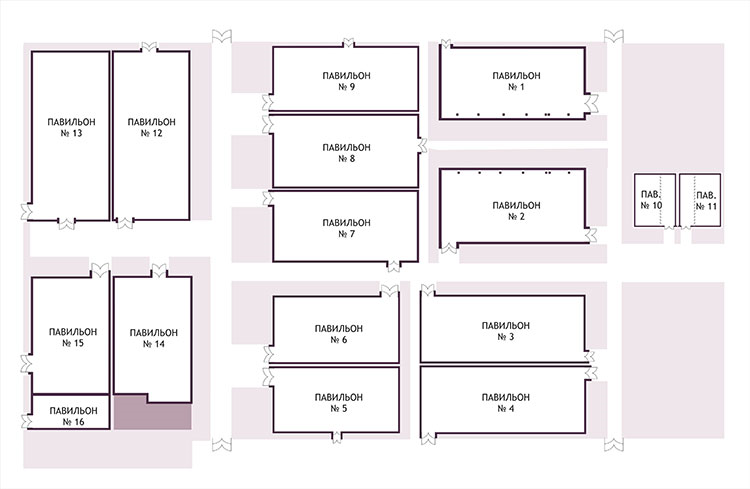 ПАВИЛЬОН
№ 13
ПАВИЛЬОН
№ 12
ПАВИЛЬОН
№ 9
ПАВИЛЬОН
№ 1
ПАВИЛЬОН
№ 8
ПАВИЛЬОН
№ 7
ПАВИЛЬОН
№ 2
ПАВ.
№ 10
ПАВ.
№ 11
ПАВИЛЬОН
№ 15
ПАВИЛЬОН
№ 14
ПАВИЛЬОН
№ 6
ПАВИЛЬОН
№ 3
ПАВИЛЬОН
№ 16
ПАВИЛЬОН
№ 5
ПАВИЛЬОН
№ 4